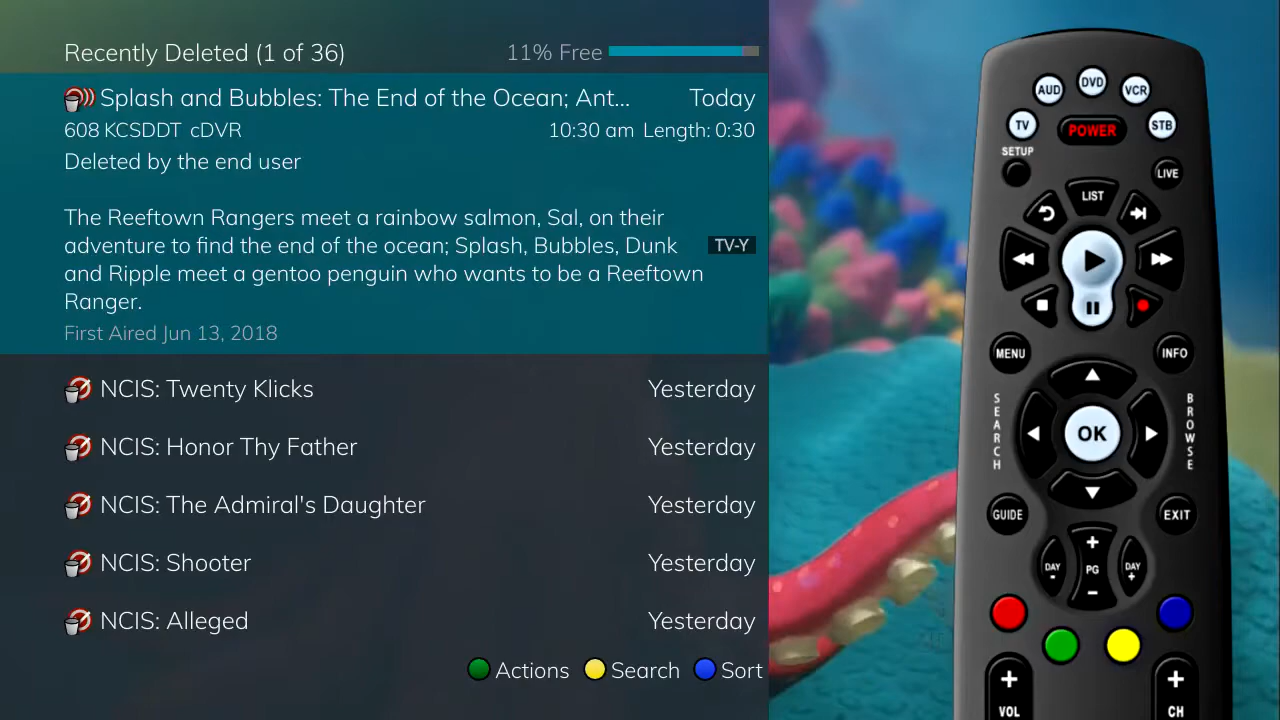 Recently Deleted (1 of 36) 11% Free
Splash and Bubbles: The End of the Ocean; Ant... Today
608 KCSDDT cDVR 10:30 am Length: 0:30
Deleted by the end user
The Reeftown Rangers meet a rainbow salmon, Sal, on their
adventure to find the end of the ocean; Splash, Bubbles, Dunk
and Ripple meet a gentoo penguin who wants to be a Reeftown
Ranger.
TV-Y
First Aired Jun 13, 2018
NCIS: Twenty Klicks Yesterday
NCIS: Honor Thy Father Yesterday
NCIS: The Admiral's Daughter Yesterday
NCIS: Shooter Yesterday
NCIS: Alleged Yesterday
Actions Search Sort
AUD DVD VCR
TV POWER STB
SETUP LIVE
LIST
MENU INFO
SEARCH OK BROWSE
GUIDE EXIT
+
DAY - PG DAY +
-
+ +
VOL CH